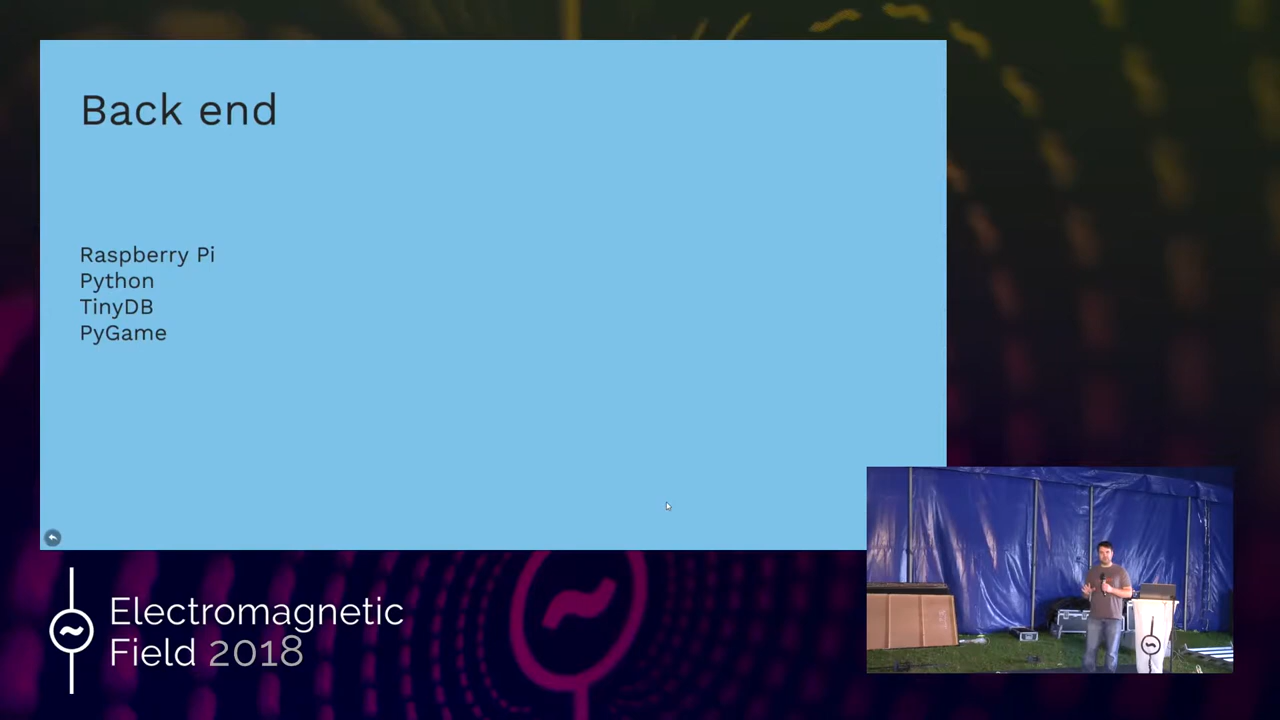 Back end
Raspberry Pi
Python
TinyDB
PyGame
Electromagnetic
Field 2018